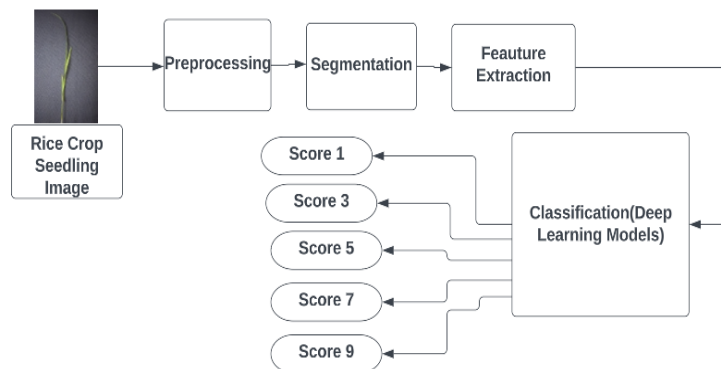 Preprocessing
Segmentation
Feauture
Extraction
Rice Crop
Seedling
Image
Classification(Deep
Learning Models)
Score 1
Score 3
Score 5
Score 7
Score 9